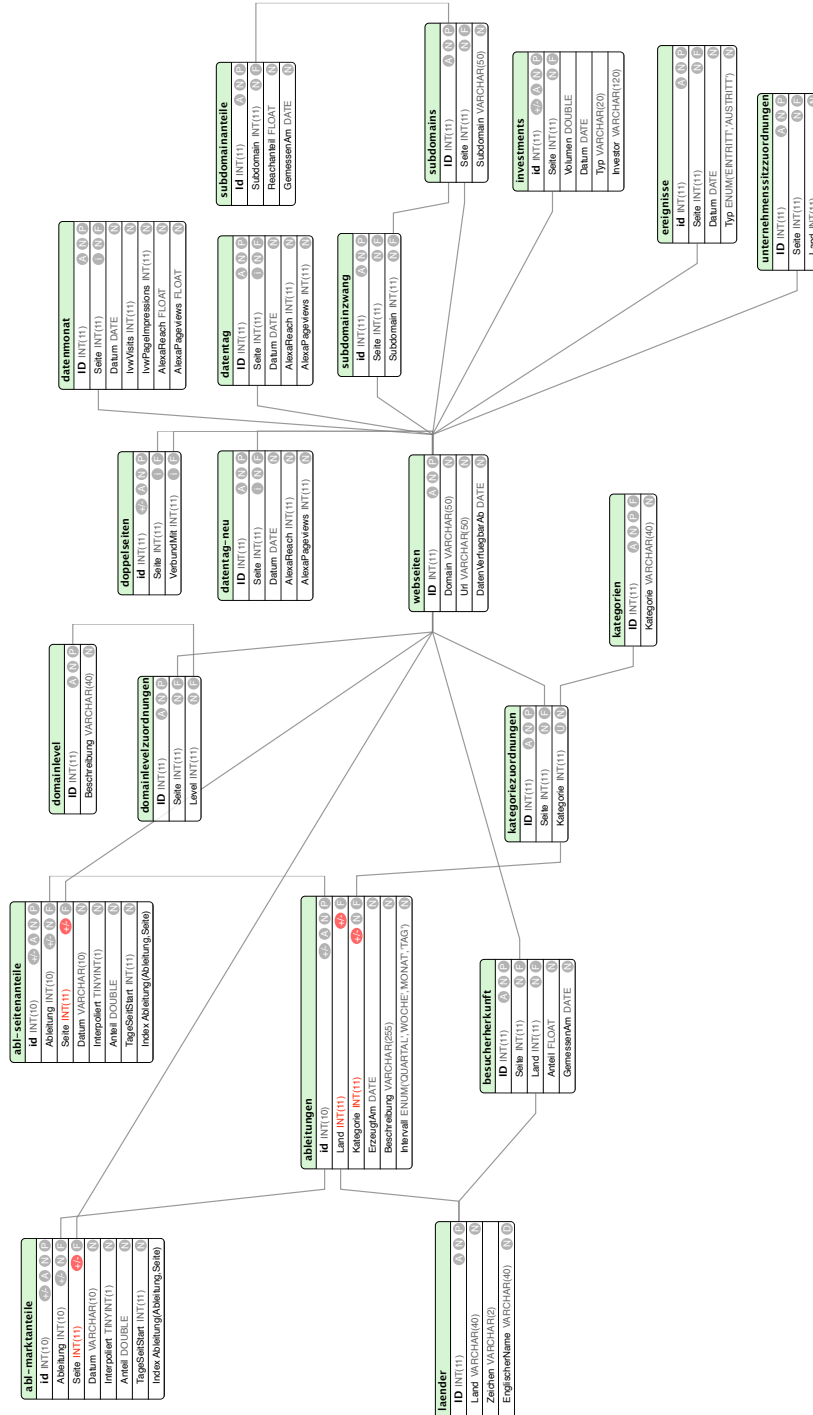 abl-marktanteile
id INT(10) +/- A N P
Ableitung INT(10) +/- N F
Seite INT(11) +/- F
Datum VARCHAR(10) N
Interpoliert TINYINT(1) N
Anteil DOUBLE N
TageSeitStart INT(11) N
Index Ableitung(Ableitung,Seite)
abl-seitenanteile
id INT(10) +/- A N P
Ableitung INT(10) +/- N F
Seite INT(11) +/- F
Datum VARCHAR(10) N
Interpoliert TINYINT(1) N
Anteil DOUBLE N
TageSeitStart INT(11) N
Index Ableitung(Ableitung,Seite)
domainlevel
ID INT(11) A N P
Beschreibung VARCHAR(40) N
domainlevelzuordnungen
ID INT(11) A N P
Seite INT(11) N F
Level INT(11) N F
doppelseiten
id INT(11) +/- A N P
Seite INT(11) i F
VerbundMit INT(11) i F
datenmonat
ID INT(11) A N P
Seite INT(11) i N F
Datum DATE N
IvwVisits INT(11) N
IvwPageImpressions INT(11) N
AlexaReach FLOAT N
AlexaPageviews FLOAT N
datentag-neu
ID INT(11) A N P
Seite INT(11) i N F
Datum DATE N
AlexaReach INT(11) N
AlexaPageviews INT(11) N
datentag
ID INT(11) A N P
Seite INT(11) i N F
Datum DATE N
AlexaReach INT(11) N
AlexaPageviews INT(11) N
subdomainanteile
Id INT(11) A N P
Subdomain INT(11) N F
Reachanteil FLOAT
GemessenAm DATE N
ableitungen
id INT(10) +/- A N P
Land INT(11) +/- F
Kategorie INT(11) +/- N F
ErzeugtAm DATE N
Beschreibung VARCHAR(255) N
Intervall ENUM('QUARTAL','WOCHE','MONAT','TAG') N
subdomainzwang
id INT(11) A N P
Seite INT(11) N F
Subdomain INT(11) N F
webseiten
ID INT(11) A N P
Domain VARCHAR(50) N
Url VARCHAR(50) N
DatenVerfuegbarAb DATE N
subdomains
ID INT(11) A N P
Seite INT(11) N F
Subdomain VARCHAR(50) N
laender
ID INT(11) A N P
Land VARCHAR(40) N
Zeichen VARCHAR(2)
EnglischerName VARCHAR(40) N D
besucherherkunft
ID INT(11) A N P
Seite INT(11) N F
Land INT(11) N F
Anteil FLOAT
GemessenAm DATE N
kategoriezuordnungen
ID INT(11) A N P
Seite INT(11) N F
Kategorie INT(11) U N
kategorien
ID INT(11) A N P F
Kategorie VARCHAR(40) N
investments
id INT(11) +/- A N P
Seite INT(11) N F
Volumen DOUBLE
Datum DATE
Typ VARCHAR(20)
Investor VARCHAR(120)
ereignisse
id INT(11) A N P
Seite INT(11) N F
Datum DATE N
Typ ENUM('EINTRITT','AUSTRITT') N
unternehmenssitzzuordnungen
ID INT(11) A N P
Seite INT(11) N F
Land INT(11)